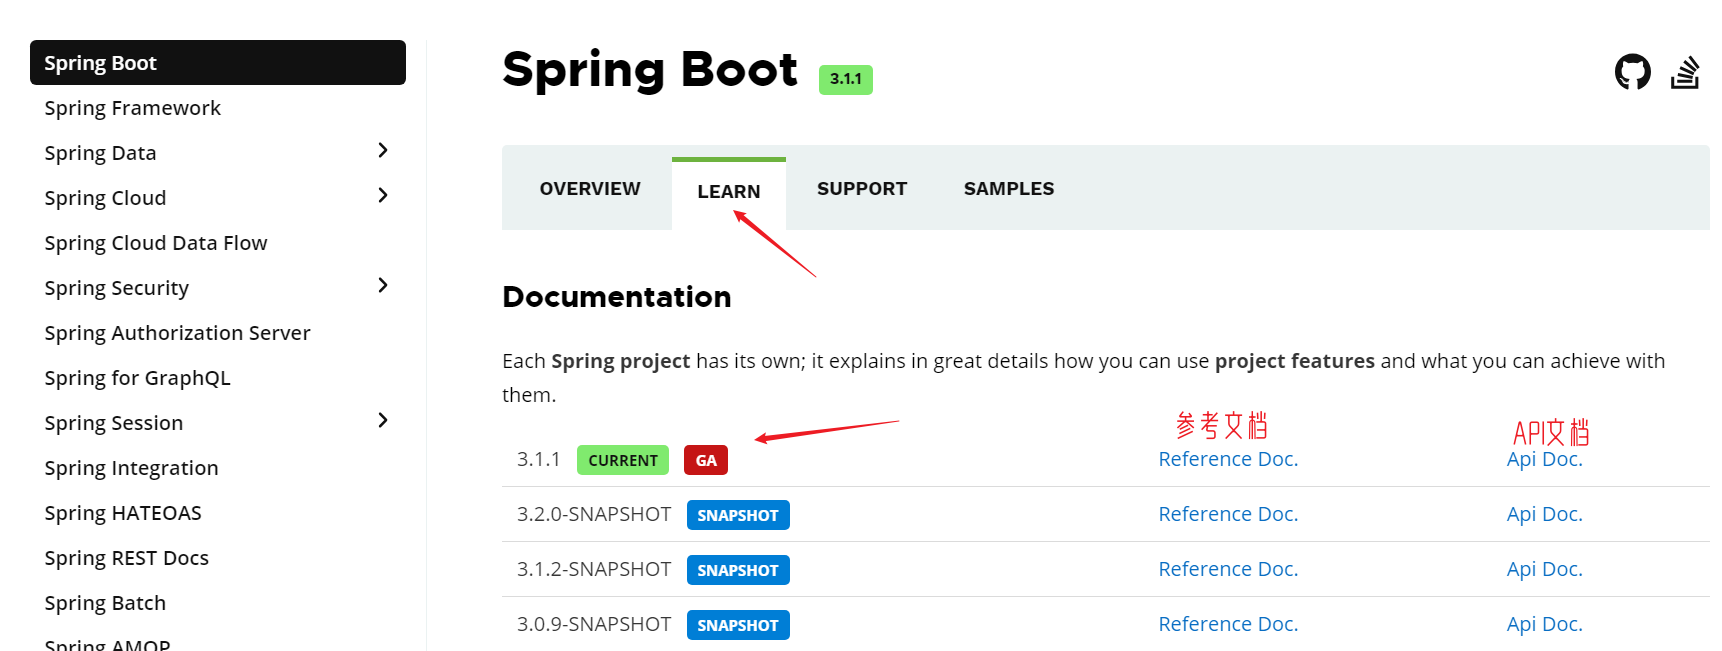 Spring Boot
Spring Framework
Spring Data
Spring Cloud
Spring Cloud Data Flow
Spring Security
Spring Authorization Server
Spring for GraphQL
Spring Session
Spring Integration
Spring HATEOAS
Spring REST Docs
Spring Batch
Spring AMQP
Spring Boot 3.1.1
OVERVIEW LEARN SUPPORT SAMPLES
Documentation
Each Spring project has its own; it explains in great details how you can use project features and what you can achieve with
them.
参考文档 API文档
3.1.1 CURRENT GA Reference Doc. Api Doc.
3.2.0-SNAPSHOT SNAPSHOT Reference Doc. Api Doc.
3.1.2-SNAPSHOT SNAPSHOT Reference Doc. Api Doc.
3.0.9-SNAPSHOT SNAPSHOT Reference Doc. Api Doc.